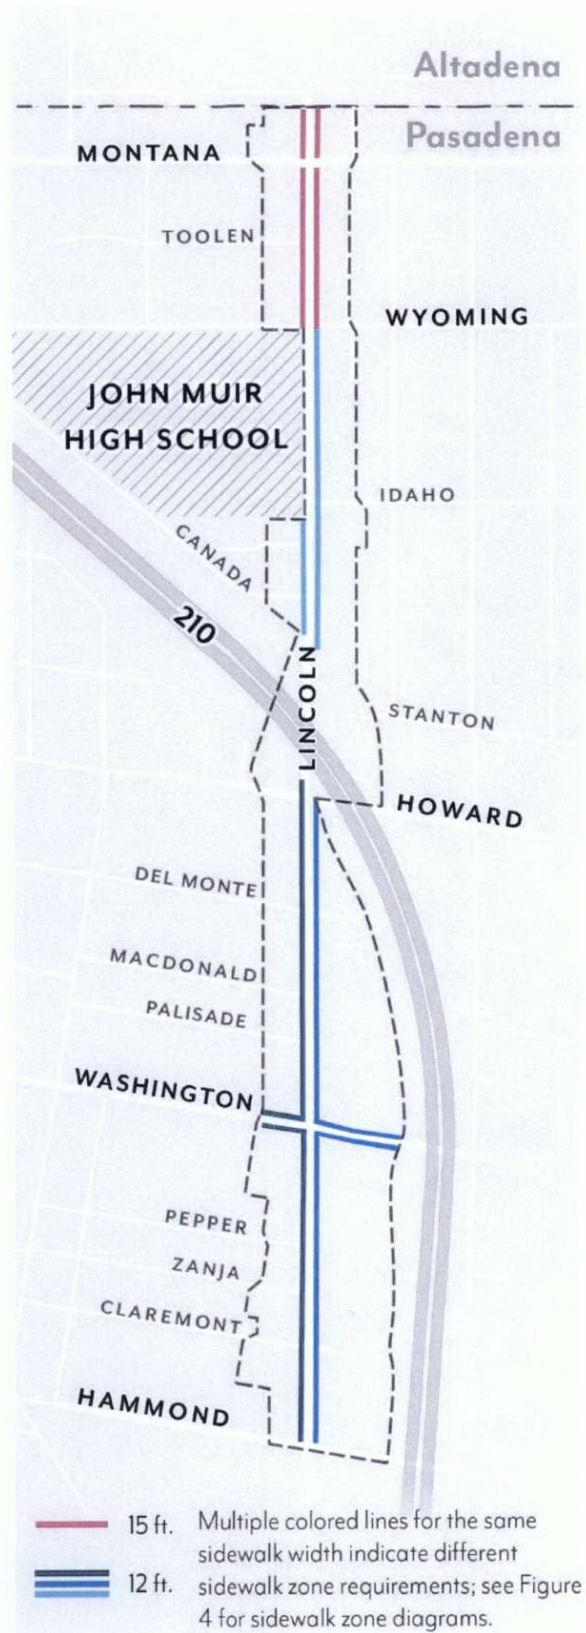 Altadena
Pasadena
MONTANA
TOOLEN
WYOMING
JOHN MUIR
HIGH SCHOOL
IDAHO
CANADA
210
LINCOLN
STANTON
HOWARD
DEL MONTE
MACDONALD
PALISADE
WASHINGTON
PEPPER
ZANJA
CLAREMONT
HAMMOND
15 ft.
12 ft.
Multiple colored lines for the same
sidewalk width indicate different
sidewalk zone requirements; see Figure
4 for sidewalk zone diagrams.